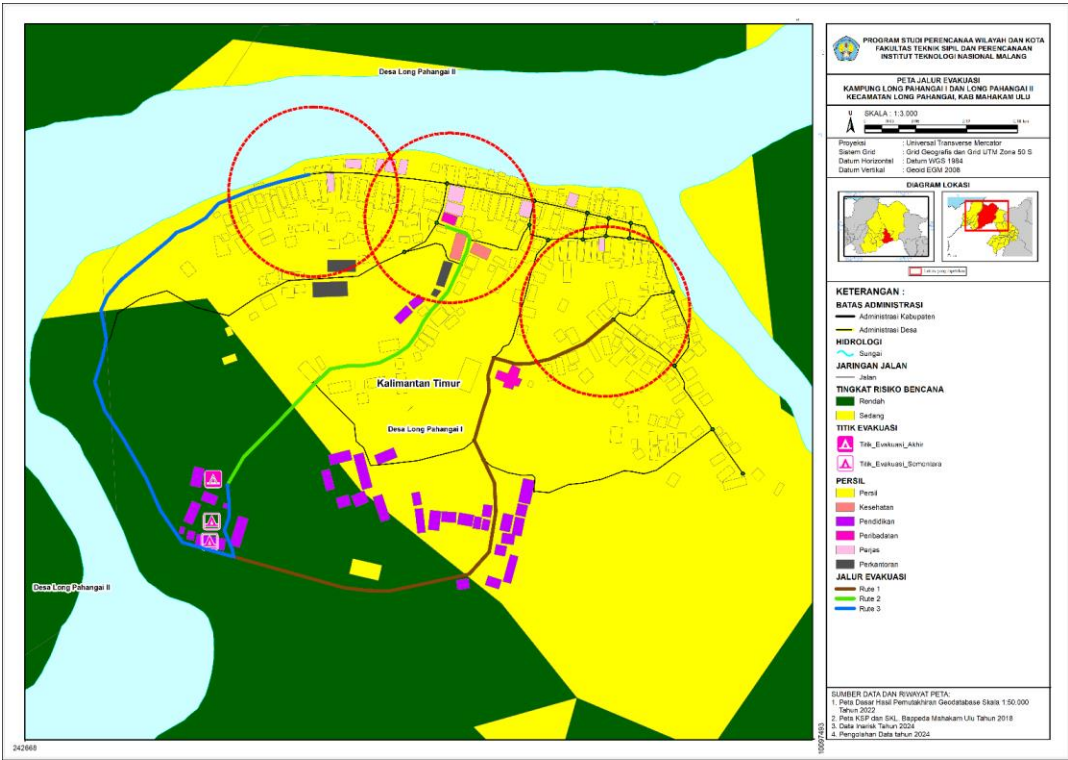 Desa Long Pahangai II
Kalimantan Timur
Desa Long Pahangai I
Desa Long Pahangai II
242668
10097493
PROGRAM STUDI PERENCANAA WILAYAH DAN KOTA
FAKULTAS TEKNIK SIPIL DAN PERENCANAAN
INSTITUT TEKNOLOGI NASIONAL MALANG
PETA JALUR EVAKUASI
KAMPUNG LONG PAHANGAI I DAN LONG PAHANGAI II
KECAMATAN LONG PAHANGAI, KAB MAHAKAM ULU
SKALA : 1:3,000
Proyeksi : Universal Transverse Mercator
Sistem Grid : Grid Geografis dan Grid UTM Zona 50 S
Datum Horizontal : Datum WGS 1984
Datum Vertikal : Geoid EGM 2008
DIAGRAM LOKASI
KETERANGAN :
BATAS ADMINISTRASI
Administrasi Kabupaten
Administrasi Desa
HIDROLOGI
Sungai
JARINGAN JALAN
Jalan
TINGKAT RISIKO BENCANA
Rendah
Sedang
TITIK EVAKUASI
Titik_Evakuasi_Akhir
Titik_Evakuasi_Sementara
PERSIL
Persil
Kesehatan
Pendidikan
Peribadatan
Perjas
Perkantoran
JALUR EVAKUASI
Rute 1
Rute 2
Rute 3
SUMBER DATA DAN RIWAYAT PETA:
1. Peta Dasar Hasil Pemutakhiran Geodatabase Skala 1:50.000
Tahun 2022
2. Peta KSP dan SKL, Bappeda Mahakam Ulu Tahun 2018
3. Data Inarisk Tahun 2024
4. Pengolahan Data tahun 2024